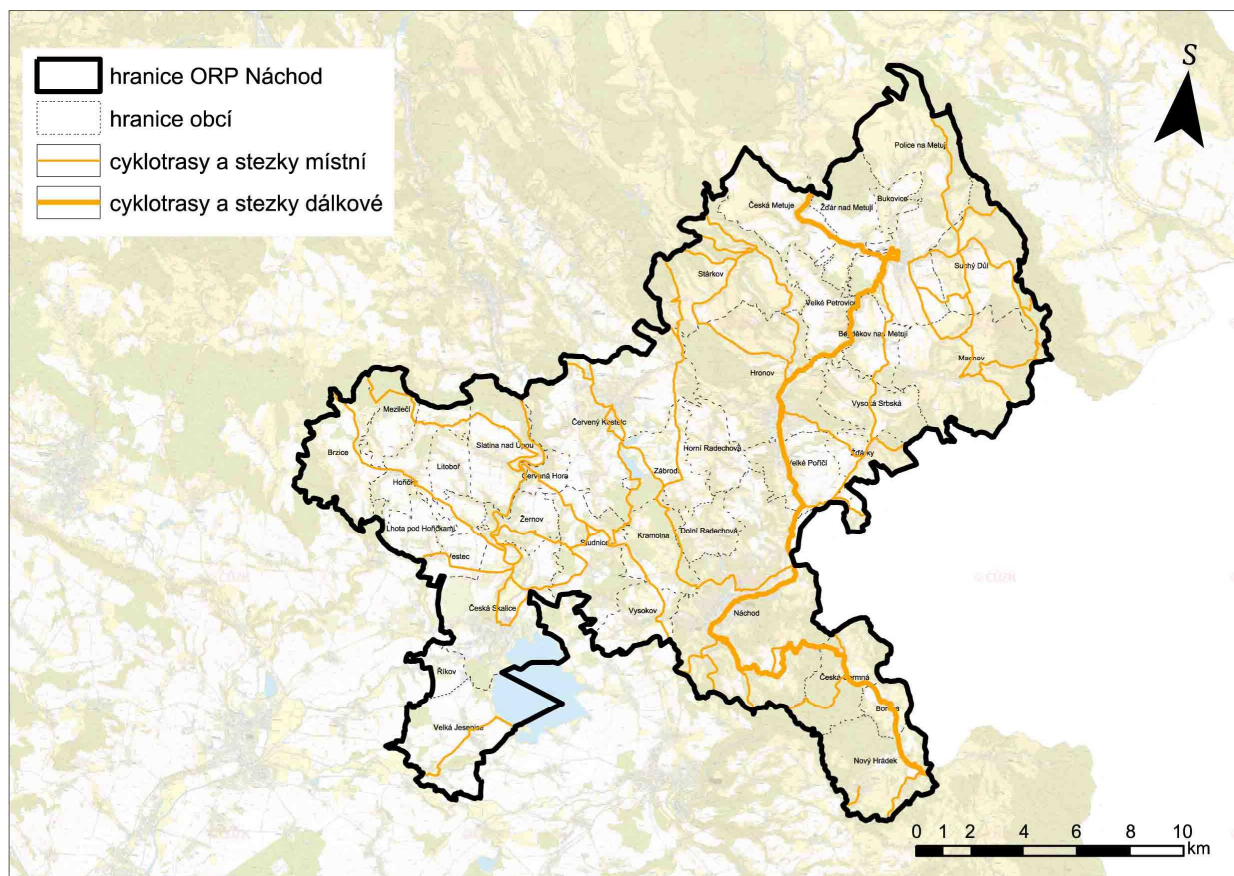 hranice ORP Náchod
hranice obcí
cyklotrasy a stezky místní
cyklotrasy a stezky dálkové
S
Police na Metují
Bukovice
Česká Metuje
Žďár nad Metují
Suchý Důl
Stárkov
Velké Petrovice
Bezděkov nad Metují
Machov
Hronov
Vysoká Srbská
Mezilečí
Červený Kostelec
Slatina nad Úpou
Brzice
Horní Radechová
Žďárky
Litoboř
Velké Poříčí
Zábrodí
Červená Hora
Hořičky
Žernov
Lhota pod Hořičkami
Dolní Radechová
Kramolna
Studnice
Vestec
© ČÚZK
Česká Skalice
Vysokov
Náchod
Říkov
Česká Čermná
Borová
Velká Jesenice
Nový Hrádek
0 1 2 4 6 8 10
km